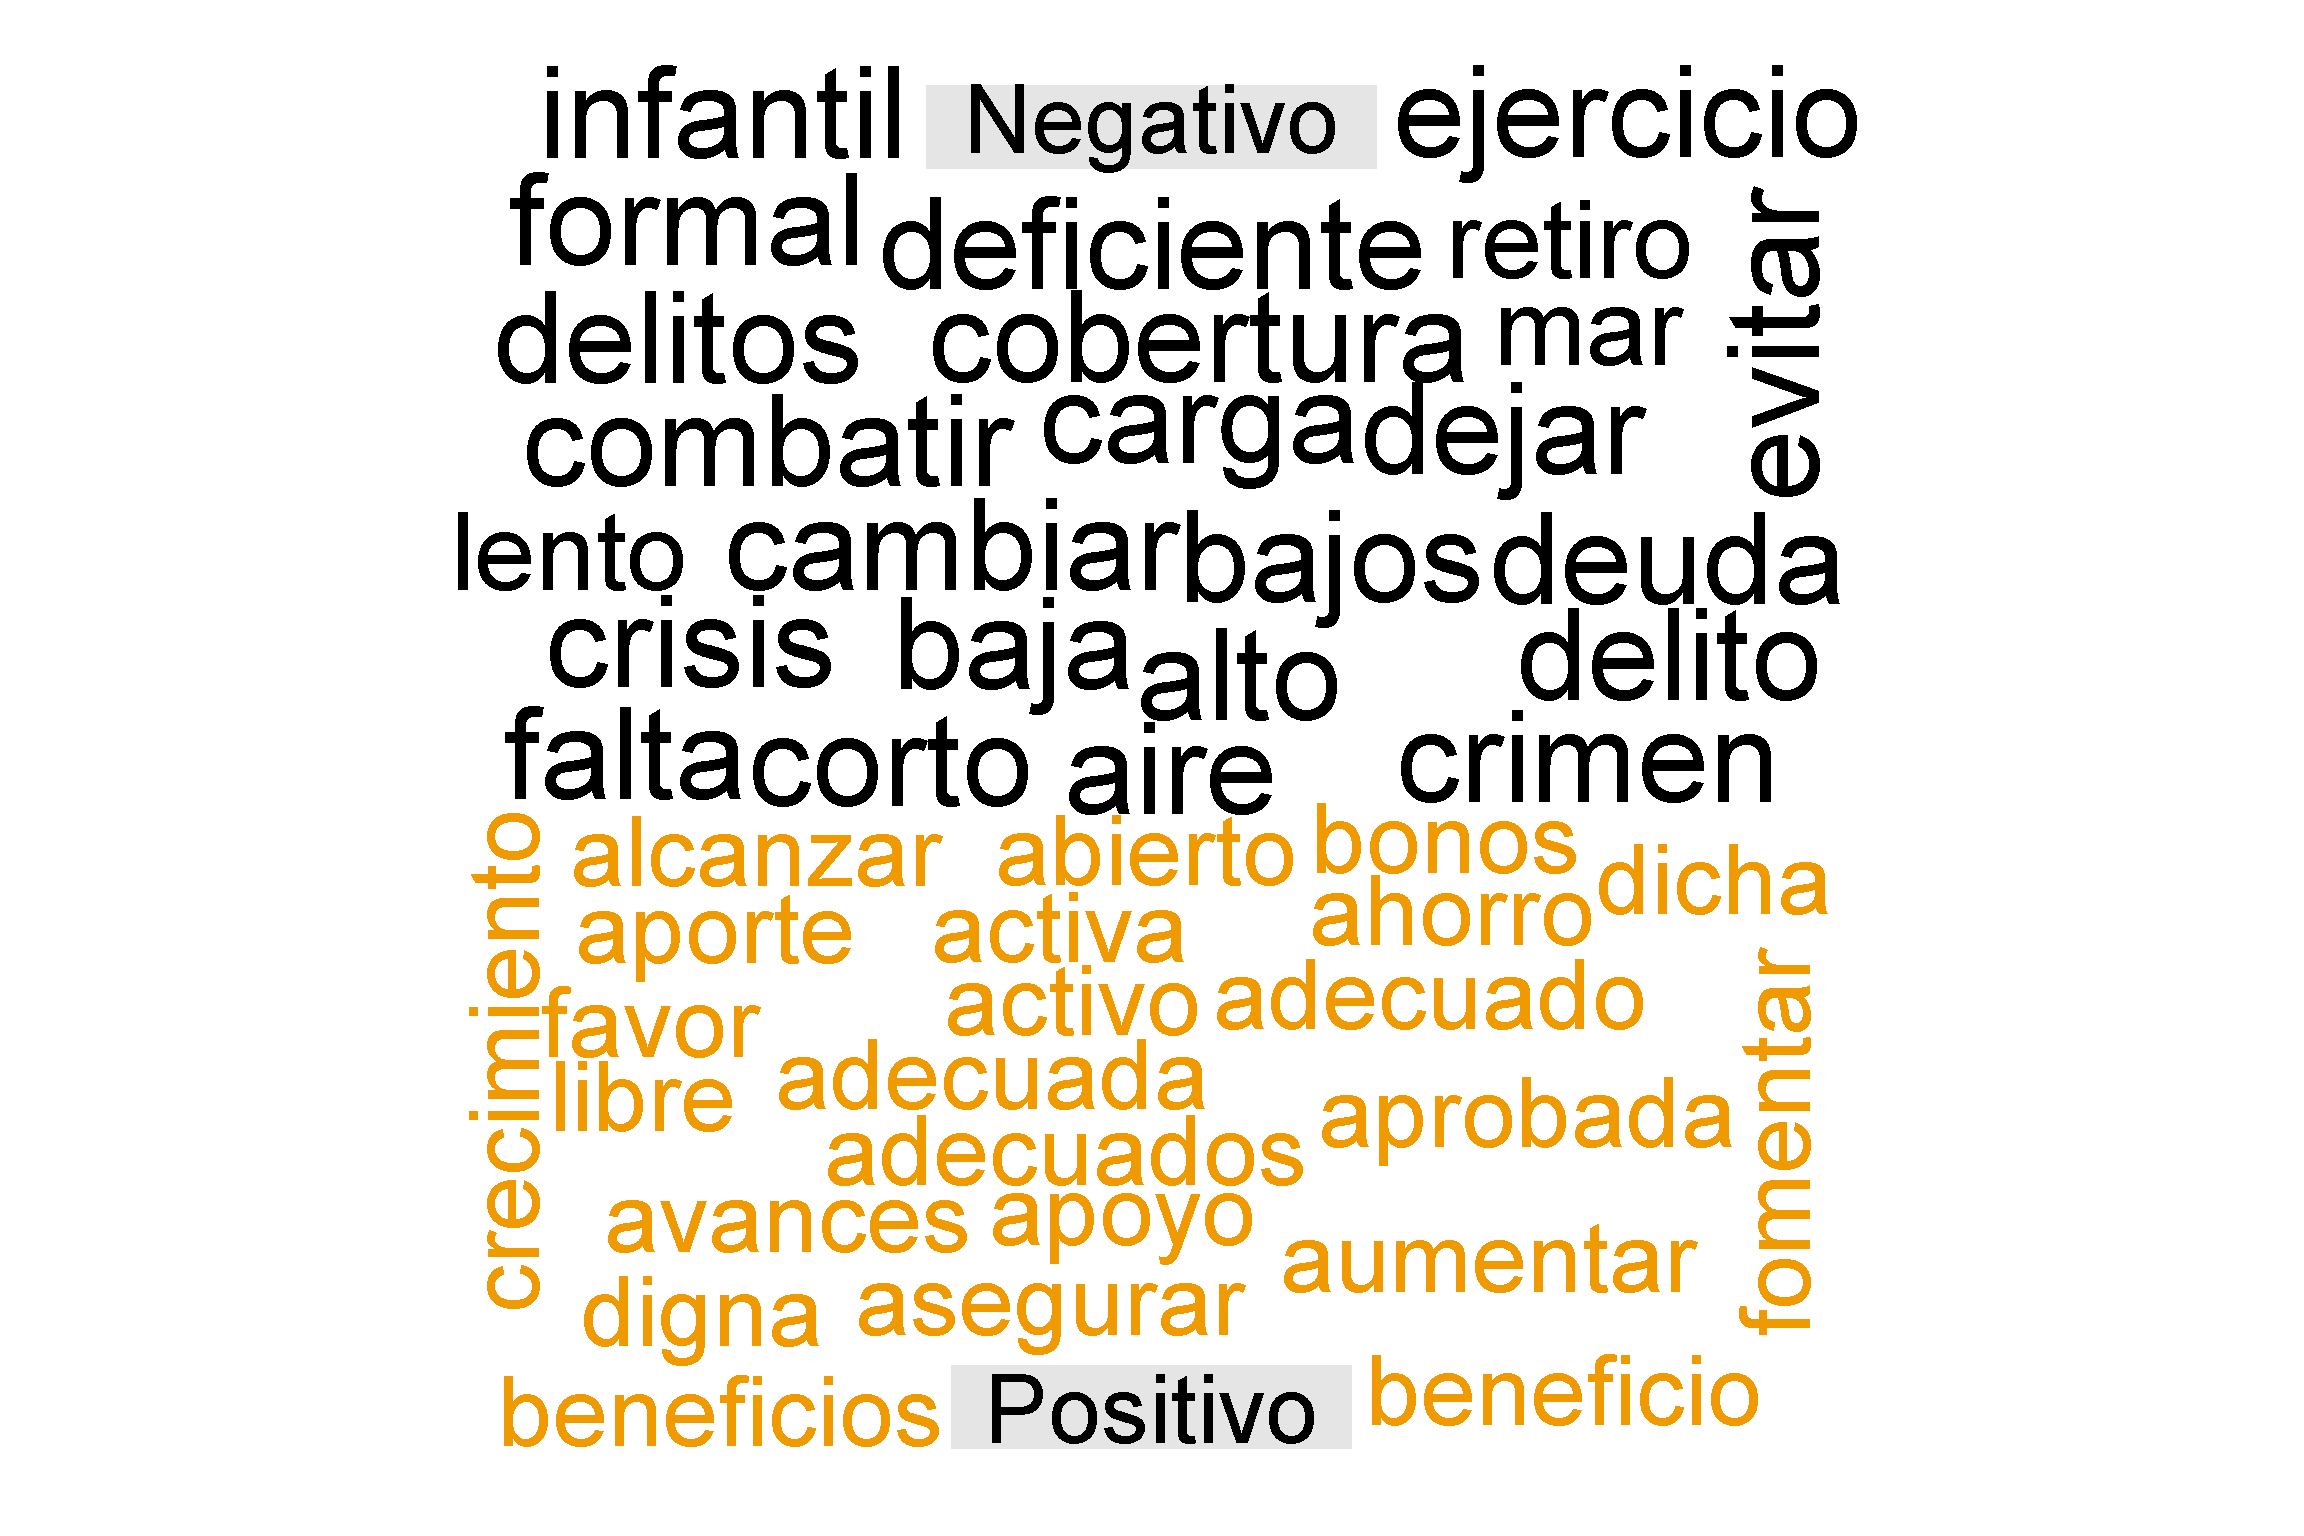 infantil Negativo ejercicio
formal deficiente retiro
evitar
delitos cobertura mar
combatir carga dejar
lento cambiar bajos deuda
crisis baja alto delito
falta corto aire crimen
crecimiento
alcanzar abierto bonos dicha
aporte activa ahorro
favor activo adecuado
fomentar
libre adecuada aprobada
adecuados
avances apoyo aumentar
digna asegurar
beneficios Positivo beneficio